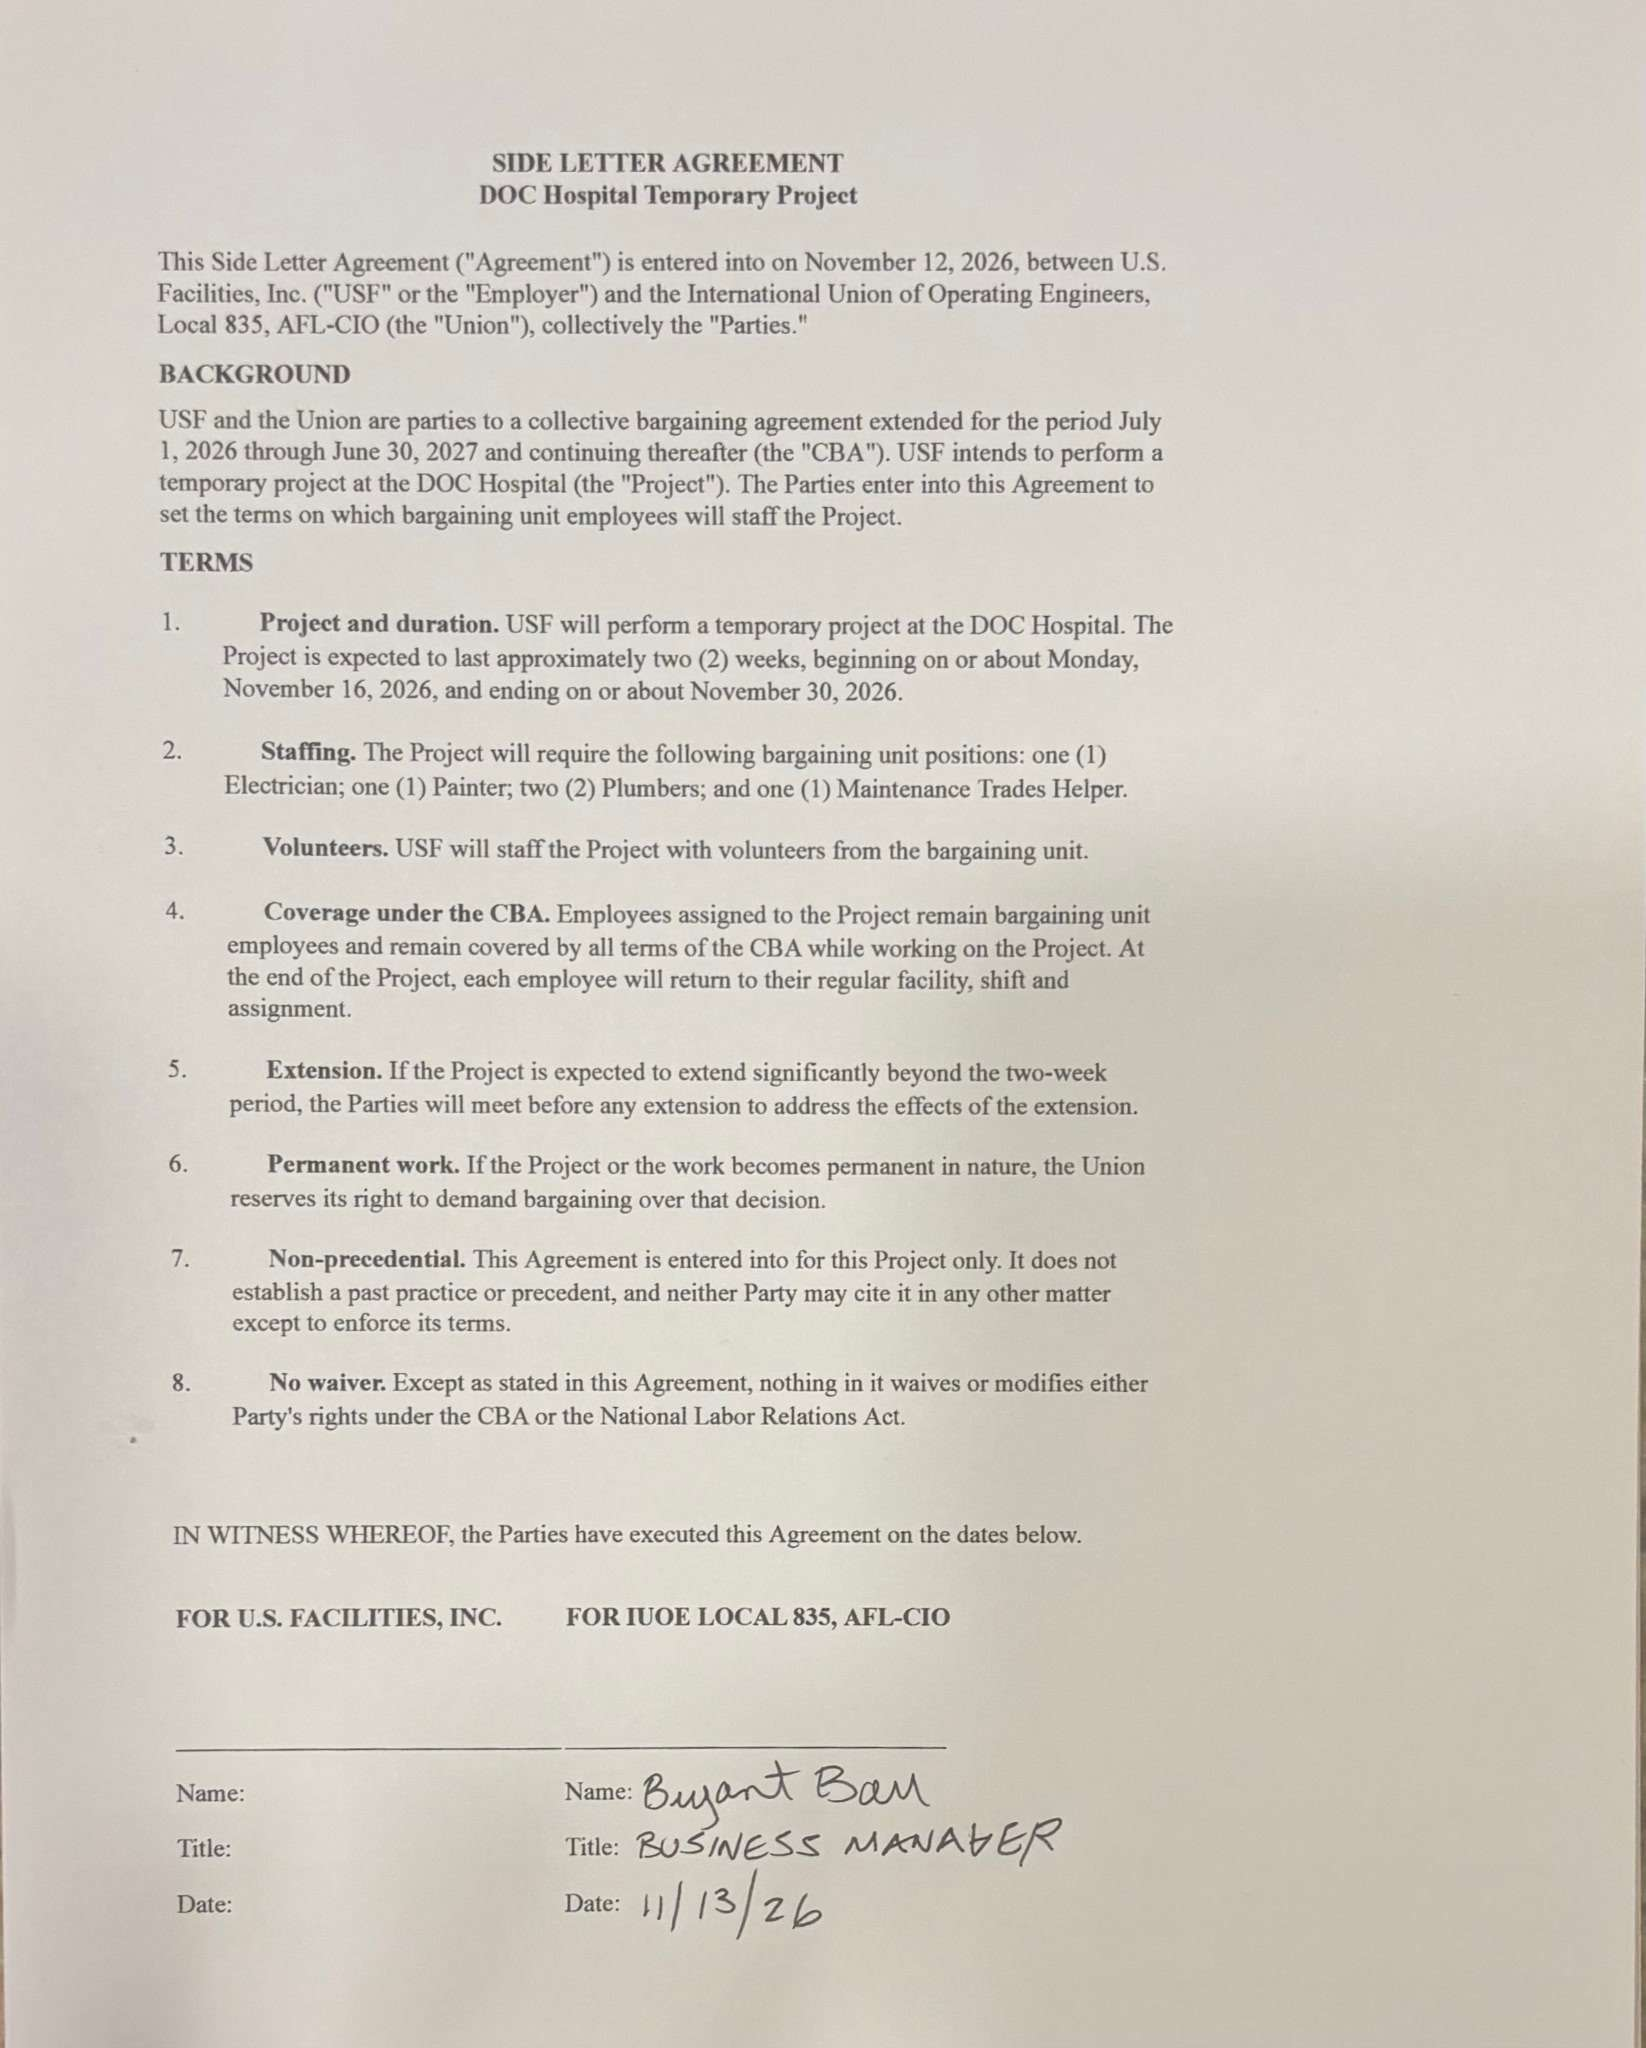 SIDE LETTER AGREEMENT
DOC Hospital Temporary Project
This Side Letter Agreement ("Agreement") is entered into on November 12, 2026, between U.S.
Facilities, Inc. ("USF" or the "Employer") and the International Union of Operating Engineers,
Local 835, AFL-CIO (the "Union"), collectively the "Parties."
BACKGROUND
USF and the Union are parties to a collective bargaining agreement extended for the period July
1, 2026 through June 30, 2027 and continuing thereafter (the "CBA"). USF intends to perform a
temporary project at the DOC Hospital (the "Project"). The Parties enter into this Agreement to
set the terms on which bargaining unit employees will staff the Project.
TERMS
1. Project and duration. USF will perform a temporary project at the DOC Hospital. The
Project is expected to last approximately two (2) weeks, beginning on or about Monday,
November 16, 2026, and ending on or about November 30, 2026.
2. Staffing. The Project will require the following bargaining unit positions: one (1)
Electrician; one (1) Painter; two (2) Plumbers; and one (1) Maintenance Trades Helper.
3. Volunteers. USF will staff the Project with volunteers from the bargaining unit.
4. Coverage under the CBA. Employees assigned to the Project remain bargaining unit
employees and remain covered by all terms of the CBA while working on the Project. At
the end of the Project, each employee will return to their regular facility, shift and
assignment.
5. Extension. If the Project is expected to extend significantly beyond the two-week
period, the Parties will meet before any extension to address the effects of the extension.
6. Permanent work. If the Project or the work becomes permanent in nature, the Union
reserves its right to demand bargaining over that decision.
7. Non-precedential. This Agreement is entered into for this Project only. It does not
establish a past practice or precedent, and neither Party may cite it in any other matter
except to enforce its terms.
8. No waiver. Except as stated in this Agreement, nothing in it waives or modifies either
Party's rights under the CBA or the National Labor Relations Act.
IN WITNESS WHEREOF, the Parties have executed this Agreement on the dates below.
FOR U.S. FACILITIES, INC. FOR IUOE LOCAL 835, AFL-CIO
Name: Name: Bryant
Title: Title: BUSINESS MANAGER
Date: Date: 11/13/26